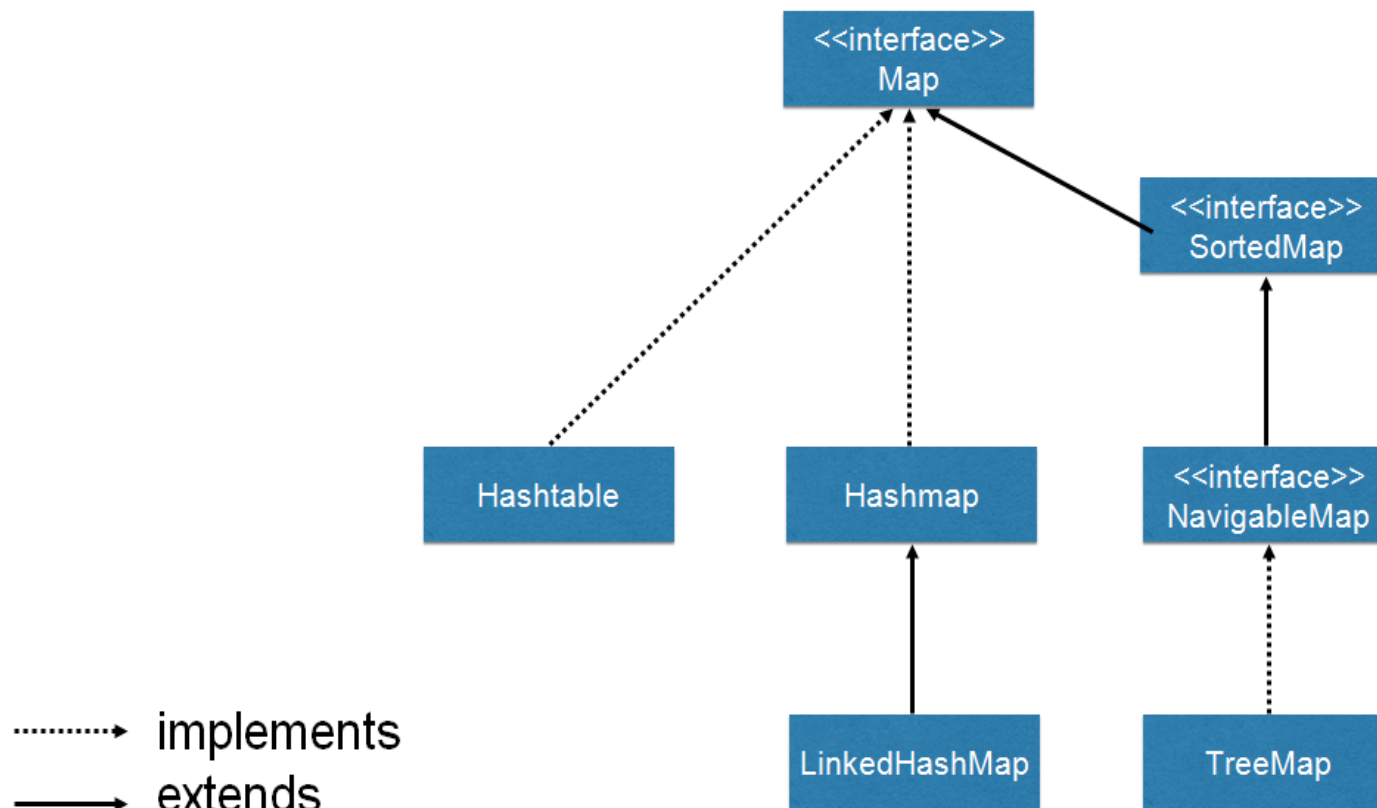 <<interface>>
Map
<<interface>>
SortedMap
Hashtable
Hashmap
<<interface>>
NavigableMap
LinkedHashMap
TreeMap
implements
extends